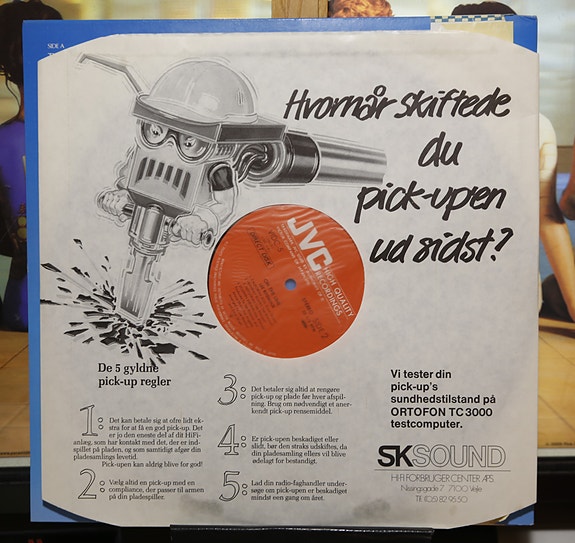 SIDE A
Hvornår skiftede
du
pick-upen
ud sidst?
JVC
HIGH QUALITY
RECORDINGS
DIRECT DISK
2
De 5 gyldne
pick-up regler
1:
Det kan betale sig at ofre lidt ek-
stra for at få en god pick-up. Det
er jo den eneste del af dit HiFi-
anlæg, som har kontakt med det, der er ind-
spillet på pladen, og som samtidigt afgør din
pladesamlings levetid.
Pick-upen kan aldrig blive for god!
2:
Vælg altid en pick-up med en
compliance, der passer til armen
på din pladespiller.
3:
Det betaler sig altid at rengøre
pick-up og plade før hver afspil-
ning. Brug om nødvendigt et aner-
kendt pick-up rensemiddel.
4:
Er pick-upen beskadiget eller
slidt, bør den straks udskiftes, da
din pladesamling ellers vil blive
ødelagt for bestandigt.
5:
Lad din radio-faghandler under-
søge om pick-upen er beskadiget
mindst een gang om året.
Vi tester din
pick-up's
sundhedstilstand på
ORTOFON TC 3000
testcomputer.
SK SOUND
HI-FI FORBRUGER CENTER APS
Nissingsgade 7 7100 Vejle
Tlf. (05) 82 95 50